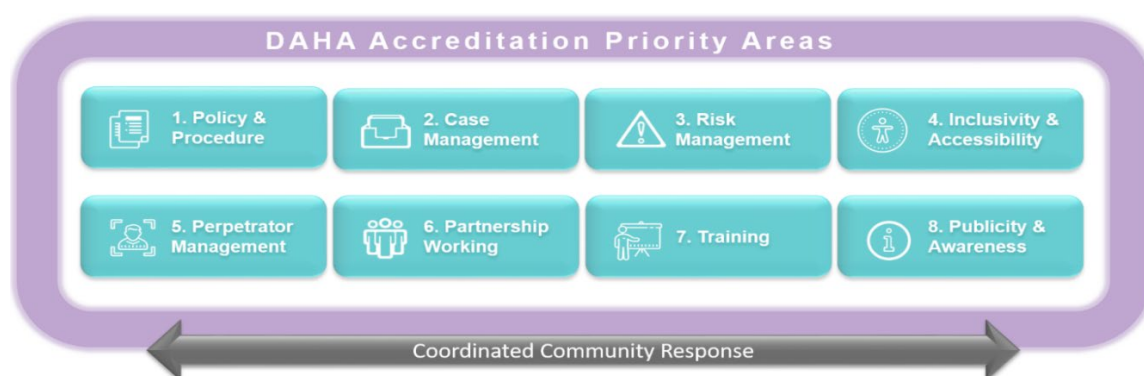 DAHA Accreditation Priority Areas
1. Policy &
Procedure
2. Case
Management
3. Risk
Management
4. Inclusivity &
Accessibility
5. Perpetrator
Management
6. Partnership
Working
7. Training
8. Publicity &
Awareness
Coordinated Community Response